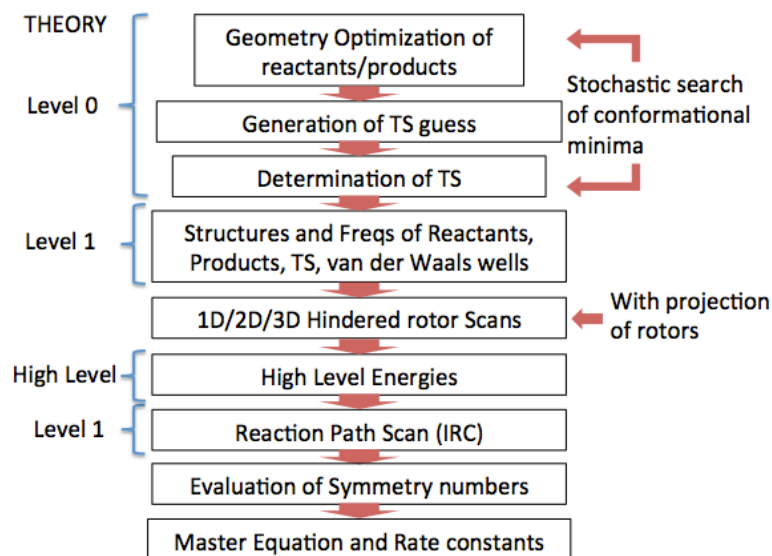 THEORY
Geometry Optimization of
reactants/products
Level 0
Stochastic search
of conformational
minima
Generation of TS guess
Determination of TS
Level 1
Structures and Freqs of Reactants,
Products, TS, van der Waals wells
1D/2D/3D Hindered rotor Scans
With projection
of rotors
High Level
High Level Energies
Level 1
Reaction Path Scan (IRC)
Evaluation of Symmetry numbers
Master Equation and Rate constants